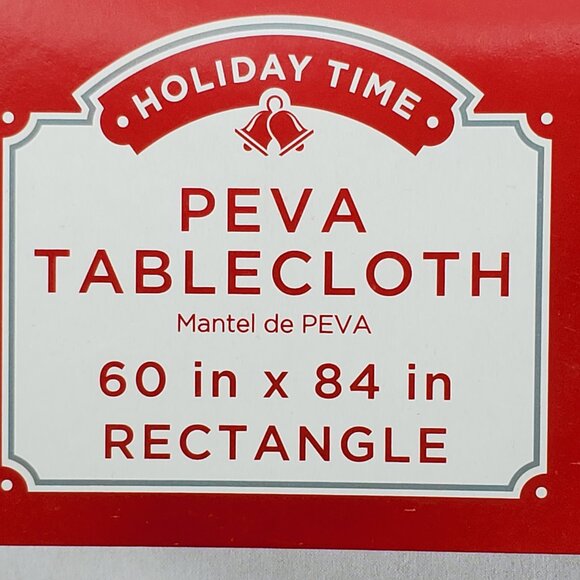 HOLIDAY TIME
PEVA
TABLECLOTH
Mantel de PEVA
60 in x 84 in
RECTANGLE